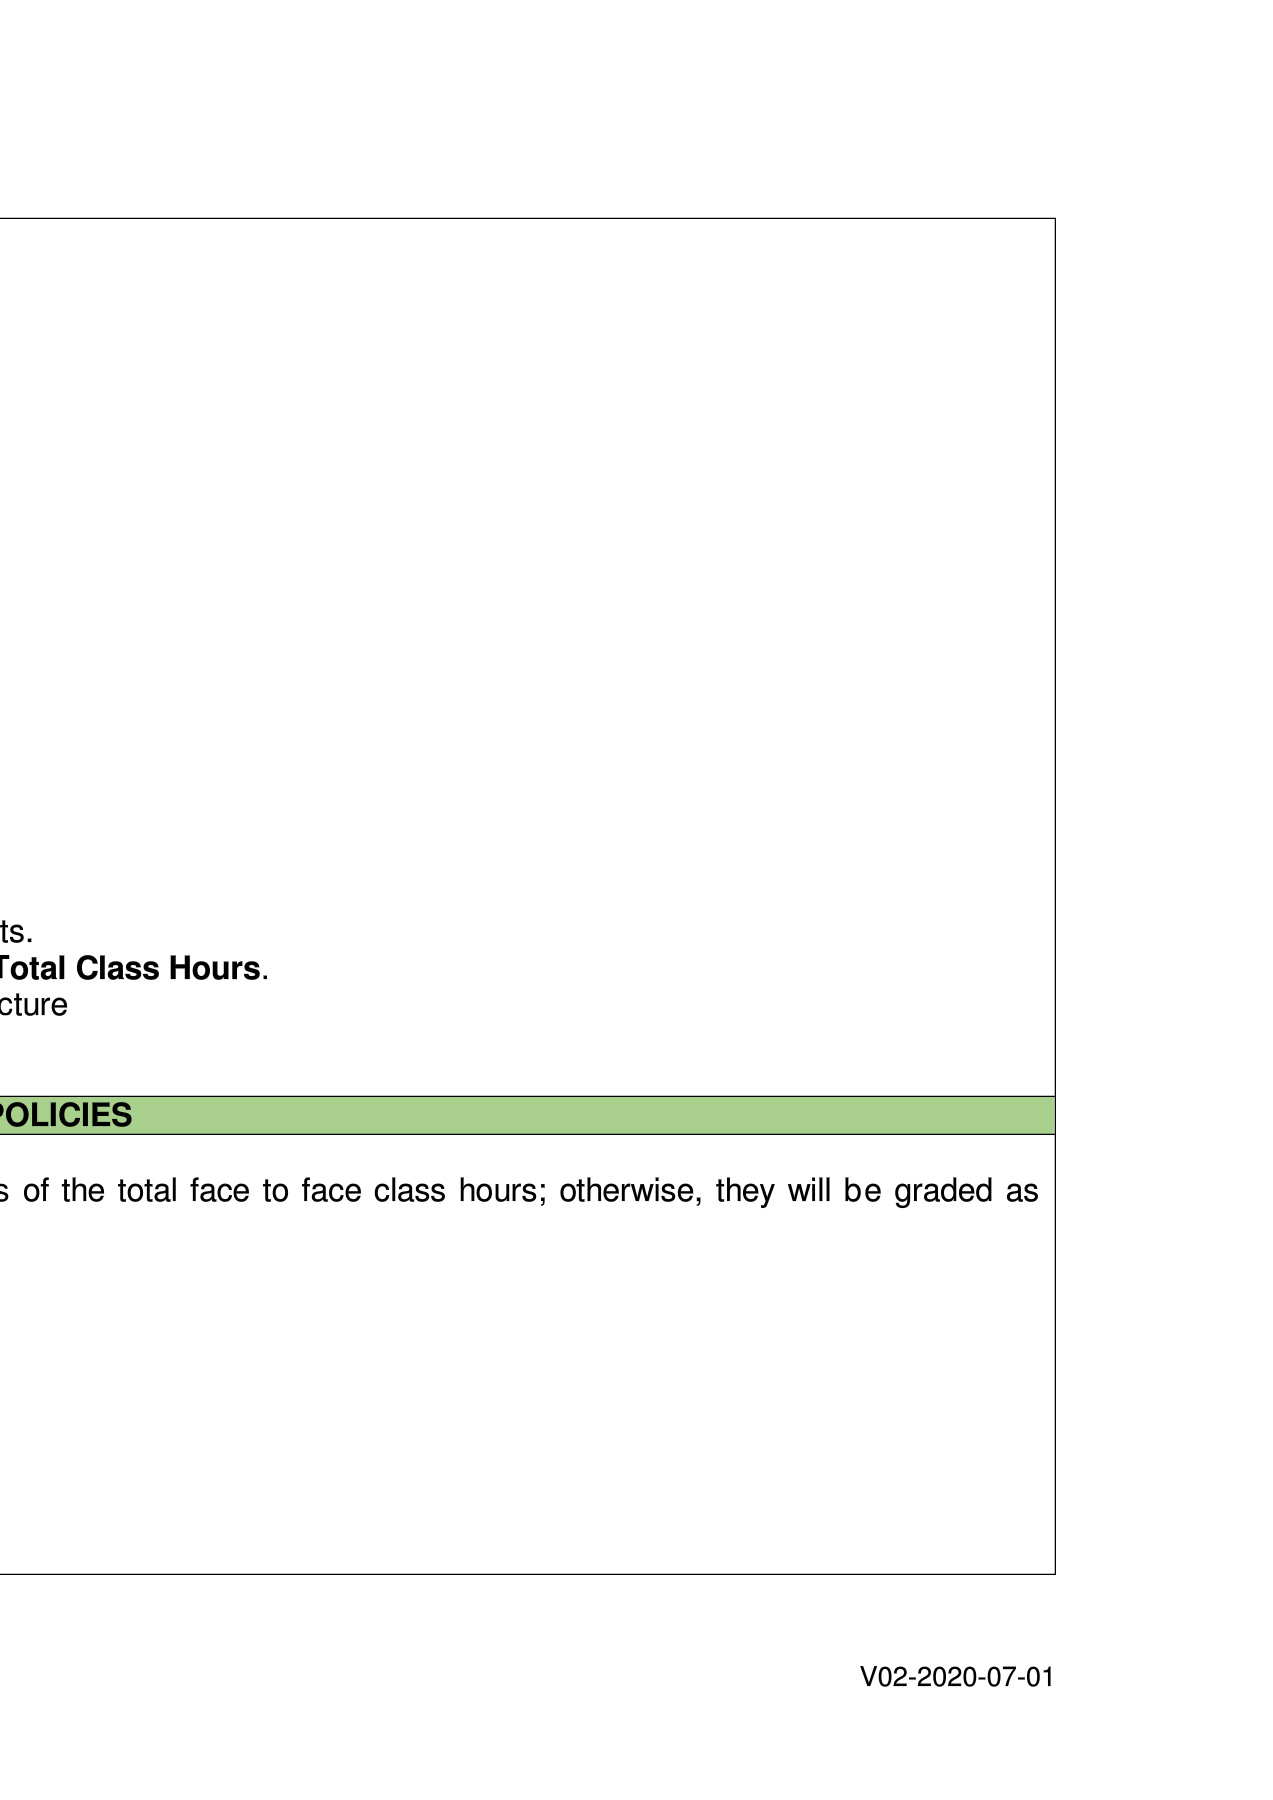 ts.
Total Class Hours.
cture
POLICIES
s of the total face to face class hours; otherwise, they will be graded as
V02-2020-07-01